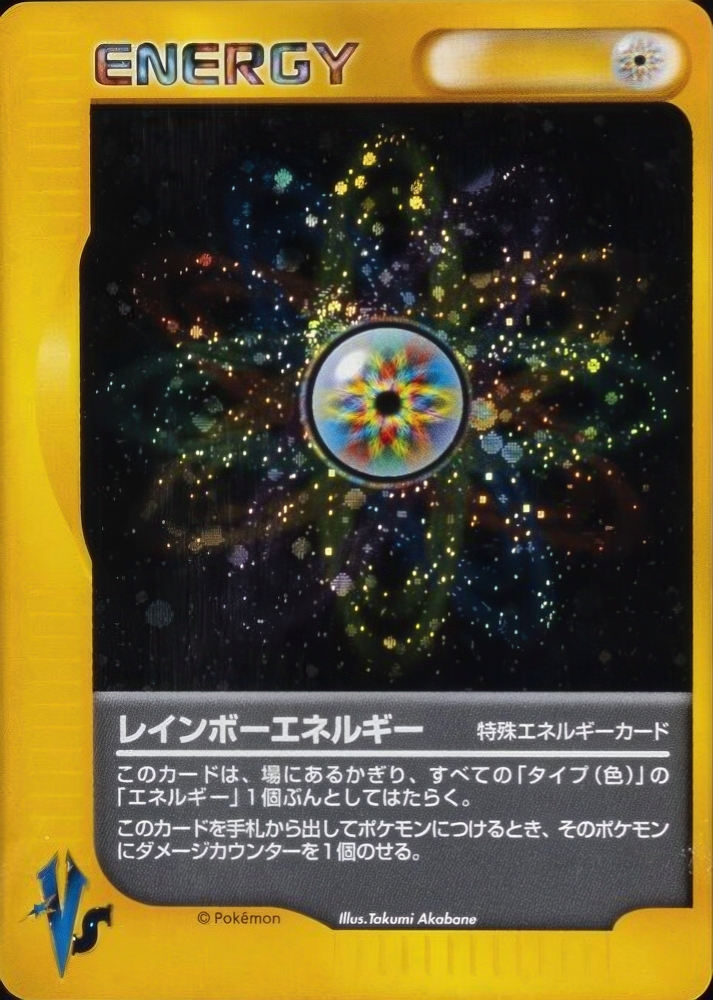 ENERGY
レインボーエネルギー 特殊エネルギーカード
このカードは、場にあるかぎり、すべての「タイプ(色)」の
「エネルギー」1個ぶんとしてはたらく。
このカードを手札から出してポケモンにつけるとき、そのポケモン
にダメージカウンターを1個のせる。
Vs
© Pokémon Illus.Takumi Akabane